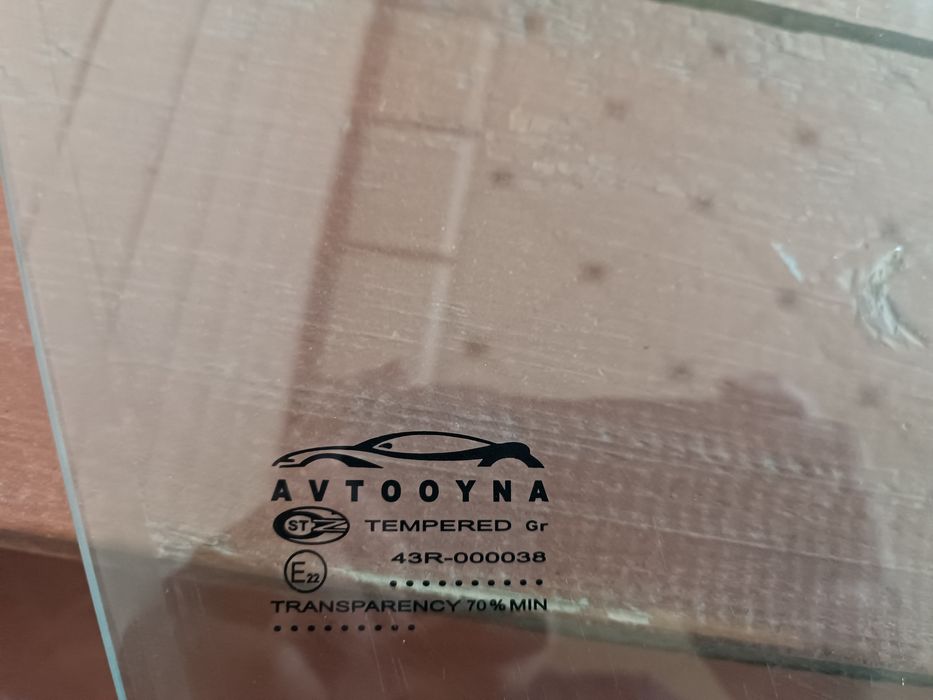 AVTOOYNA
ST TEMPERED Gr
43R-000038
E22
TRANSPARENCY 70% MIN